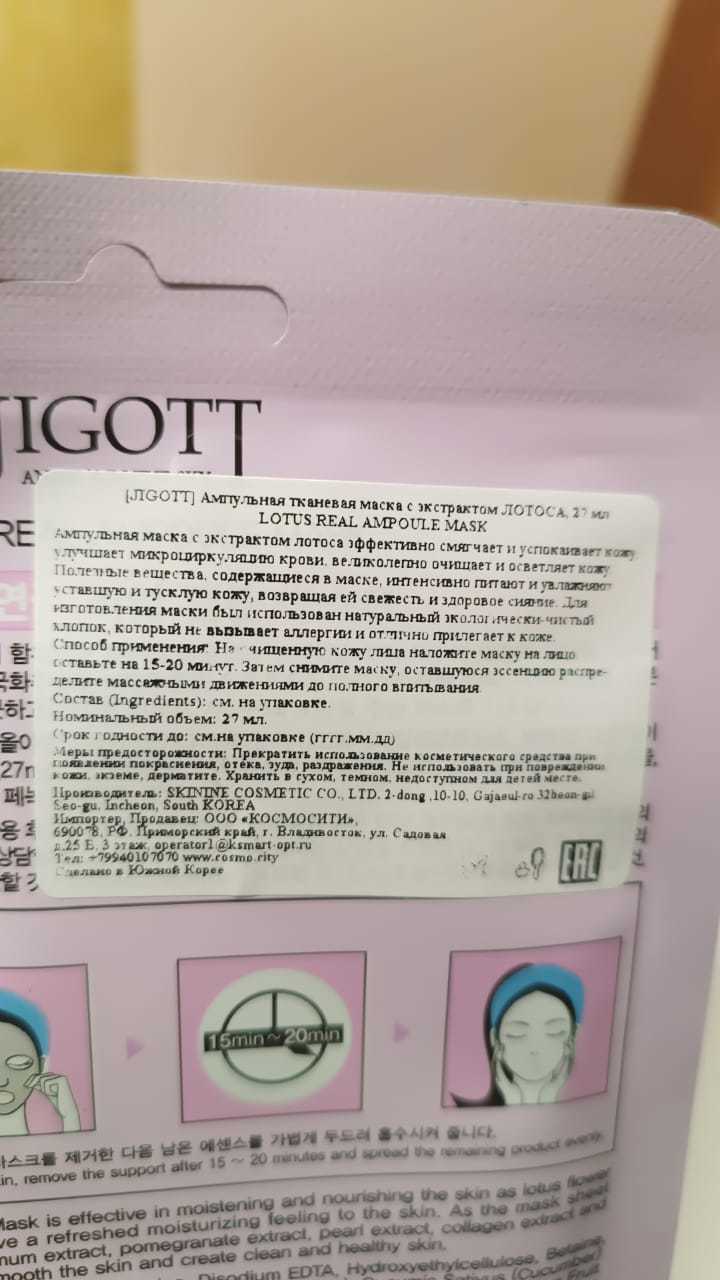 JIGOTT
RE
[JIGOTT] Ампульная тканевая маска с экстрактом ЛОТОСА, 27 мл
LOTUS REAL AMPOULE MASK
Ампульная маска с экстрактом лотоса эффективно смягчает и успокаивает кожу,
улучшает микроциркуляцию крови, великолепно очищает и осветляет кожу.
Полезные вещества, содержащиеся в маске, интенсивно питают и увлажняют
уставшую и тусклую кожу, возвращая ей свежесть и здоровое сияние. Для
изготовления маски был использован натуральный экологически-чистый
хлопок, который не вызывает аллергии и отлично прилегает к коже.
Способ применения: На очищенную кожу лица наложите маску на лицо
оставьте на 15-20 минут. Затем снимите маску, оставшуюся эссенцию распре-
делите массажными движениями до полного впитывания.
Состав (Ingredients): см. на упаковке.
Номинальный объем: 27 мл.
Срок годности до: см.на упаковке (гггг.мм.дд)
Меры предосторожности: Прекратить использование косметического средства при
появлении покраснения, отека, зуда, раздражения. Не использовать при повреждении
кожи, экземе, дерматите. Хранить в сухом, темном, недоступном для детей месте.
Производитель: SKININE COSMETIC CO., LTD. 2-dong ,10-10, Gajaeul-ro 32beon-gil
Seo-gu, Incheon, South KOREA
Импортер, Продавец: ООО «КОСМОСИТИ»,
690078, РФ, Приморский край, г. Владивосток, ул. Садовая
д.25 Б, 3 этаж, operator1@ksmart-opt.ru
Тел: +79940107070 www.cosmo.city
Сделано в Южной Корее
EAC
15min ~ 20min
마스크를 제거한 다음 남은 에센스를 가볍게 두드려 흡수시켜 줍니다.
in, remove the support after 15 ~ 20 minutes and spread the remaining product evenly.
Mask is effective in moistening and nourishing the skin as lotus flower
ve a refreshed moisturizing feeling to the skin. As the mask sheet
mum extract, pomegranate extract, pearl extract, collagen extract and
mooth the skin and create clean and healthy skin.
Disodium EDTA, Hydroxyethylcellulose, Betaine,
Sativus (Cucumber)
Fruit